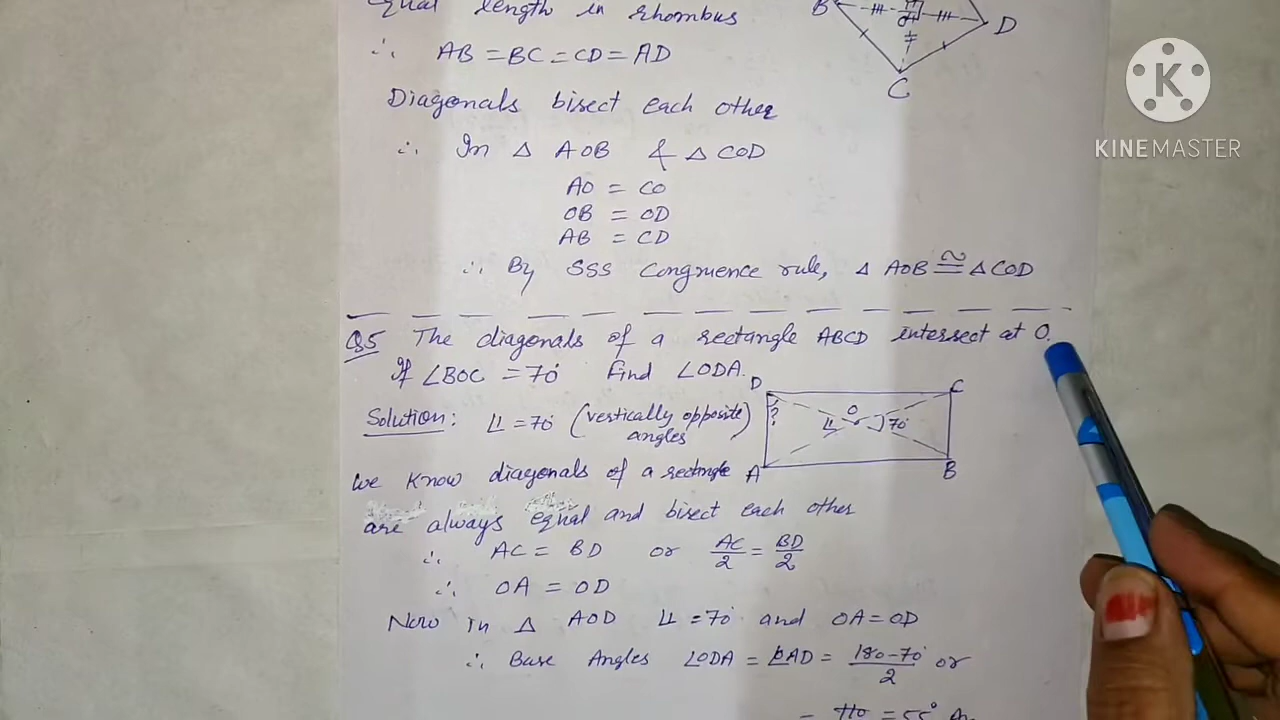 Equal length in rhombus
∴ AB = BC = CD = AD
Diagonals bisect each other
∴ In Δ AOB & Δ COD
AO = CO
OB = OD
AB = CD
∴ By SSS Congruence rule, Δ AOB ≅ Δ COD
B
O
D
C
K
KINEMASTER
Q5 The diagonals of a rectangle ABCD intersect at O.
If ∠BOC = 70° Find ∠ODA.
Solution: ∠1 = 70° (vertically opposite angles)
D
C
?
∠1
O
70°
A
B
We know diagonals of a rectangle
are always equal and bisect each other
∴ AC = BD or AC/2 = BD/2
∴ OA = OD
Now in Δ AOD ∠1 = 70° and OA = OD
∴ Base Angles ∠ODA = ∠OAD = 180-70°/2 or
= 110 = 55°